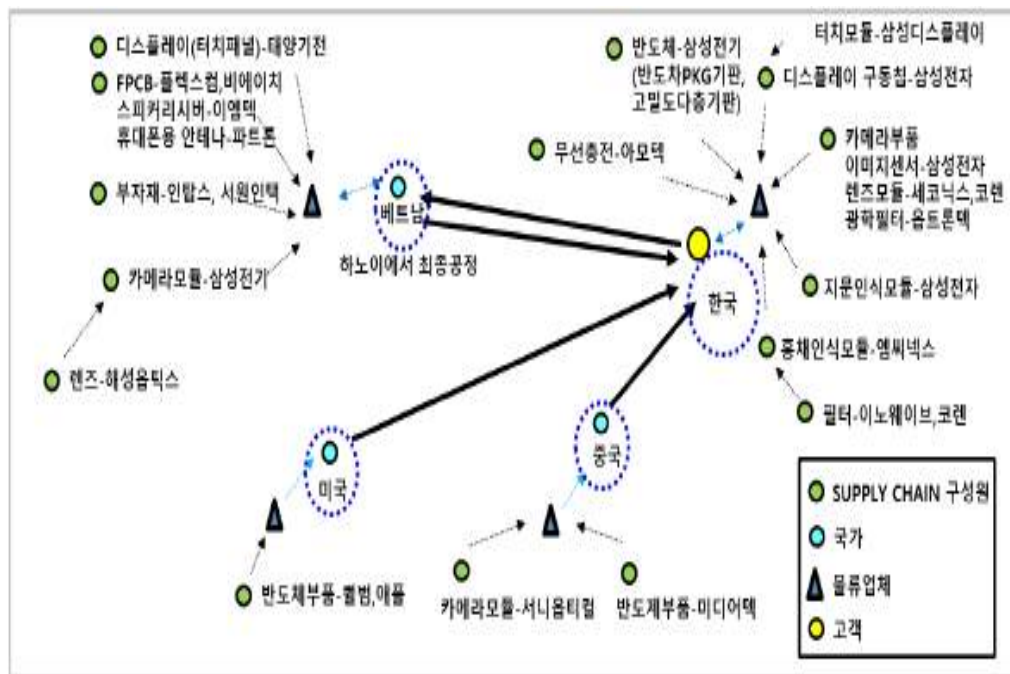 디스플레이(터치패널)-태양기전
FPCB-플렉스컴,비에이치
스피커리시버-이엠텍
휴대폰용 안테나-파트론
부자재-인탑스, 서원인텍
카메라모듈-삼성전기
렌즈-해성옵틱스
베트남
하노이에서 최종공정
반도체-삼성전기
(반도차PKG기판,
고밀도다층기판)
무선충전-아모텍
터치모듈-삼성디스플레이
디스플레이 구동칩-삼성전자
카메라부품
이미지센서-삼성전자
렌즈모듈-세코닉스,코렌
광학필터-옵트론텍
한국
지문인식모듈-삼성전자
홍채인식모듈-엠씨넥스
필터-이노웨이브,코렌
미국
반도체부품-퀄범,애플
중국
카메라모듈-서니옵티컬
반도체부품-미디어텍
SUPPLY CHAIN 구성원
국가
물류업체
고객